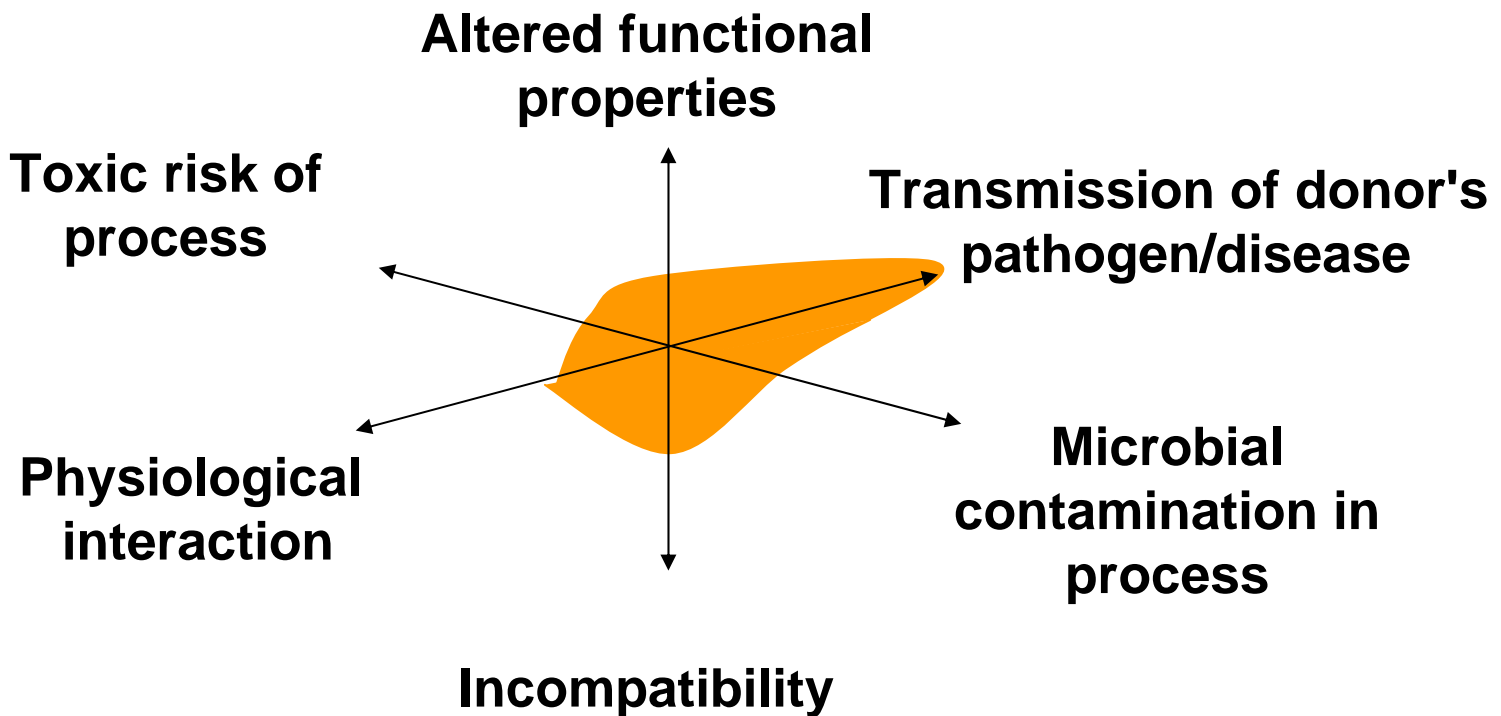 Altered functional
properties
Toxic risk of
process
Transmission of donor's
pathogen/disease
Physiological
interaction
Microbial
contamination in
process
Incompatibility